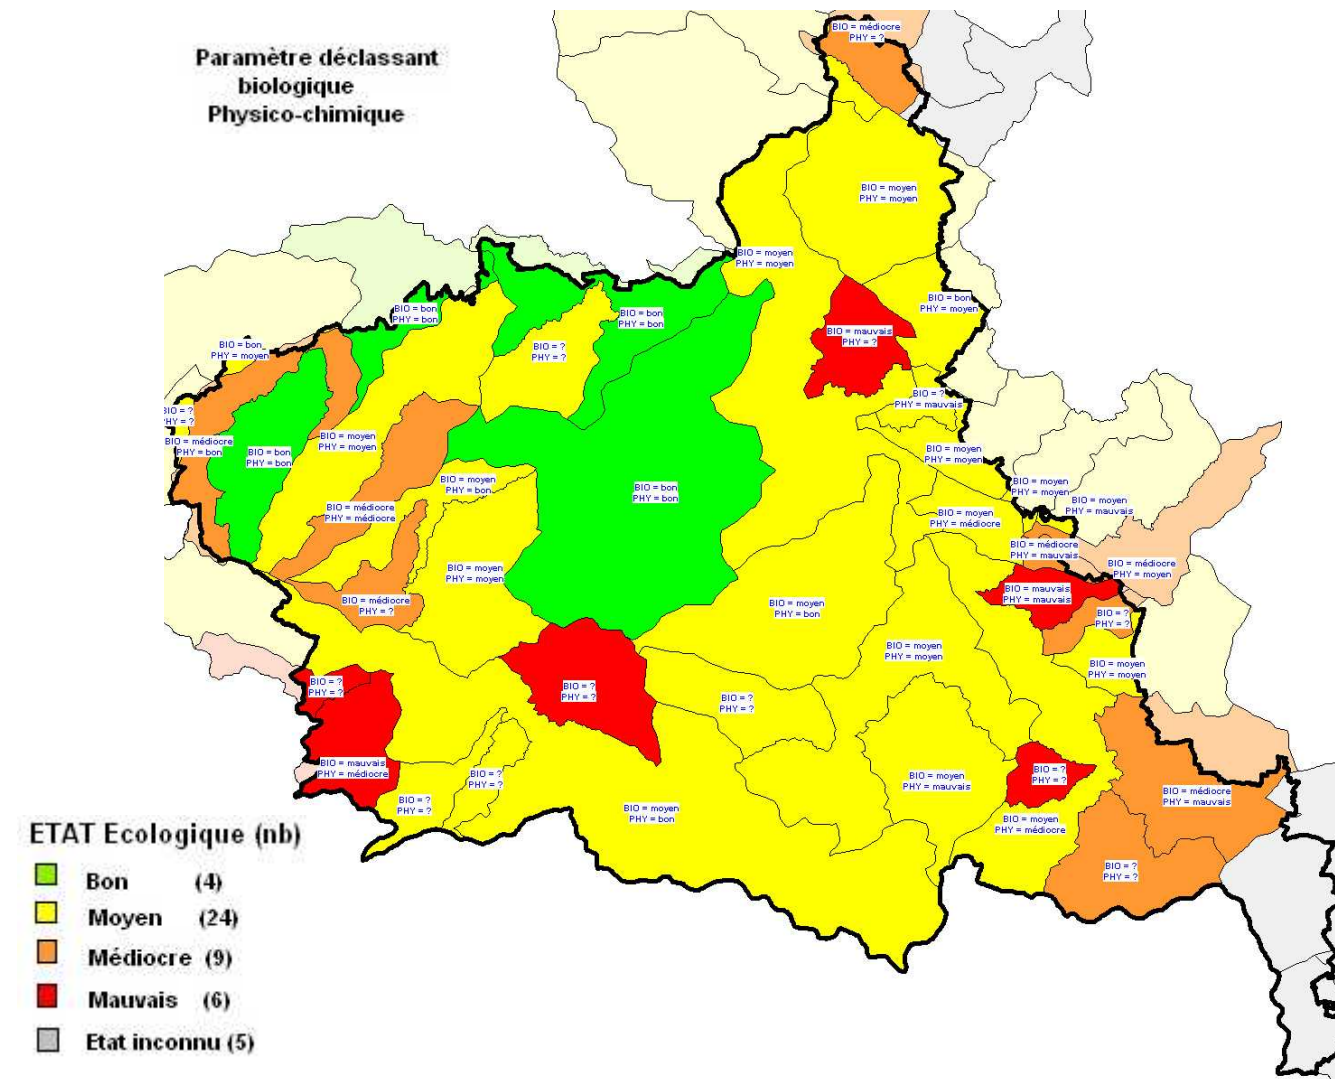 Paramètre déclassant
biologique
Physico-chimique
BIO = médiocre
PHY = ?
BIO = moyen
PHY = moyen
BIO = moyen
PHY = moyen
BIO = bon
PHY = moyen
BIO = bon
PHY = bon
BIO = bon
PHY = bon
BIO = mauvais
PHY = ?
BIO = bon
PHY = moyen
BIO = ?
PHY = ?
BIO = ?
PHY = mauvais
BIO = ?
PHY = ?
BIO = médiocre
PHY = bon
BIO = bon
PHY = bon
BIO = moyen
PHY = moyen
BIO = moyen
PHY = moyen
BIO = moyen
PHY = bon
BIO = bon
PHY = bon
BIO = moyen
PHY = moyen
BIO = moyen
PHY = mauvais
BIO = médiocre
PHY = médiocre
BIO = moyen
PHY = médiocre
BIO = médiocre
PHY = mauvais
BIO = médiocre
PHY = moyen
BIO = moyen
PHY = moyen
BIO = mauvais
PHY = mauvais
BIO = médiocre
PHY = ?
BIO = moyen
PHY = bon
BIO = ?
PHY = ?
BIO = moyen
PHY = moyen
BIO = moyen
PHY = moyen
BIO = ?
PHY = ?
BIO = ?
PHY = ?
BIO = ?
PHY = ?
BIO = mauvais
PHY = médiocre
BIO = ?
PHY = ?
BIO = moyen
PHY = mauvais
BIO = ?
PHY = ?
BIO = médiocre
PHY = mauvais
BIO = ?
PHY = ?
BIO = moyen
PHY = bon
BIO = moyen
PHY = médiocre
BIO = ?
PHY = ?
ETAT Ecologique (nb)
Bon (4)
Moyen (24)
Médiocre (9)
Mauvais (6)
Etat inconnu (5)